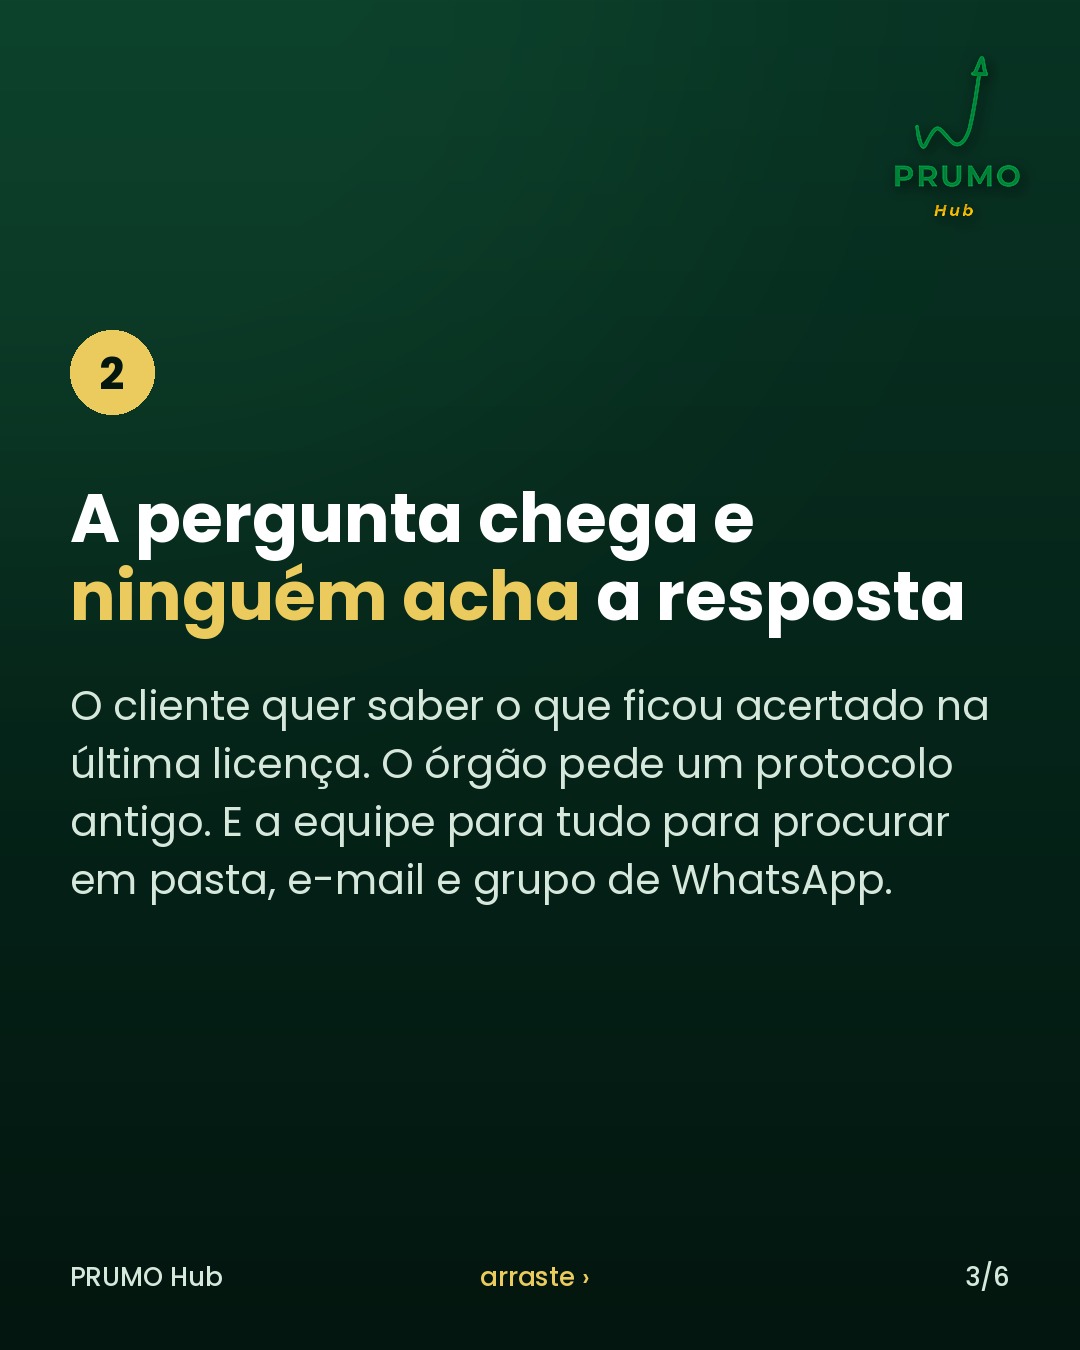 PRUMO
Hub
2
A pergunta chega e
ninguém acha a resposta
O cliente quer saber o que ficou acertado na
última licença. O órgão pede um protocolo
antigo. E a equipe para tudo para procurar
em pasta, e-mail e grupo de WhatsApp.
PRUMO Hub
arraste ›
3/6